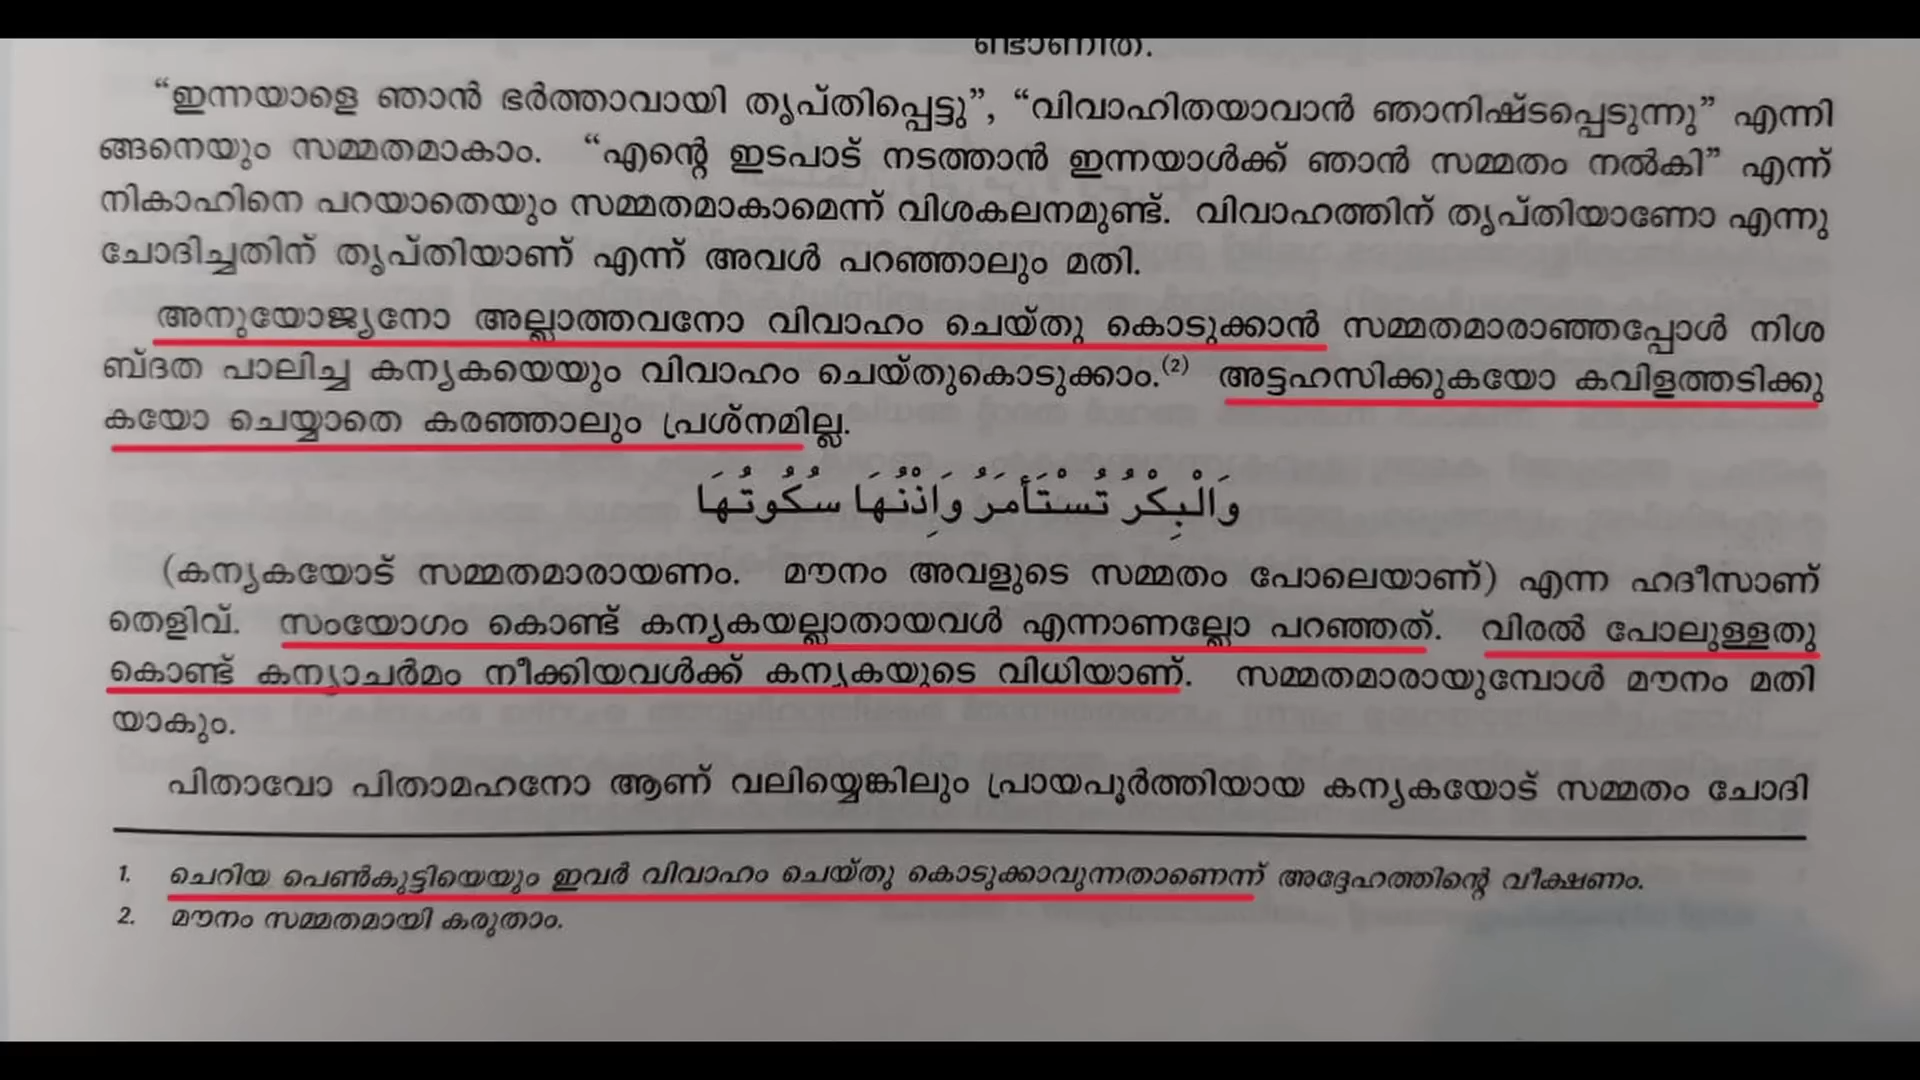 ണ്ടാണിത്.
“ഇന്നയാളെ ഞാൻ ഭർത്താവായി തൃപ്തിപ്പെട്ടു”, “വിവാഹിതയാവാൻ ഞാനിഷ്ടപ്പെടുന്നു” എന്നി
ങ്ങനെയും സമ്മതമാകാം. “എന്റെ ഇടപാട് നടത്താൻ ഇന്നയാൾക്ക് ഞാൻ സമ്മതം നൽകി” എന്ന്
നികാഹിനെ പറയാതെയും സമ്മതമാകാമെന്ന് വിശകലനമുണ്ട്. വിവാഹത്തിന് തൃപ്തിയാണോ എന്നു
ചോദിച്ചതിന് തൃപ്തിയാണ് എന്ന് അവൾ പറഞ്ഞാലും മതി.
അനുയോജ്യനോ അല്ലാത്തവനോ വിവാഹം ചെയ്തു കൊടുക്കാൻ സമ്മതമാരാഞ്ഞപ്പോൾ നിശ
ബ്ദത പാലിച്ച കന്യകയെയും വിവാഹം ചെയ്തുകൊടുക്കാം.(2) അട്ടഹസിക്കുകയോ കവിളത്തടിക്കു
കയോ ചെയ്യാതെ കരഞ്ഞാലും പ്രശ്നമില്ല.
وَالْبِكْرُ تُسْتَأْمَرُ وَإِذْنُهَا سُكُوتُهَا
(കന്യകയോട് സമ്മതമാരായണം. മൗനം അവളുടെ സമ്മതം പോലെയാണ്) എന്ന ഹദീസാണ്
തെളിവ്. സംയോഗം കൊണ്ട് കന്യകയല്ലാതായവൾ എന്നാണല്ലോ പറഞ്ഞത്. വിരൽ പോലുള്ളതു
കൊണ്ട് കന്യാചർമം നീക്കിയവൾക്ക് കന്യകയുടെ വിധിയാണ്. സമ്മതമാരായുമ്പോൾ മൗനം മതി
യാകും.
പിതാവോ പിതാമഹനോ ആണ് വലിയ്യെങ്കിലും പ്രായപൂർത്തിയായ കന്യകയോട് സമ്മതം ചോദി
1. ചെറിയ പെൺകുട്ടിയെയും ഇവർ വിവാഹം ചെയ്തു കൊടുക്കാവുന്നതാണെന്ന് അദ്ദേഹത്തിന്റെ വീക്ഷണം.
2. മൗനം സമ്മതമായി കരുതാം.